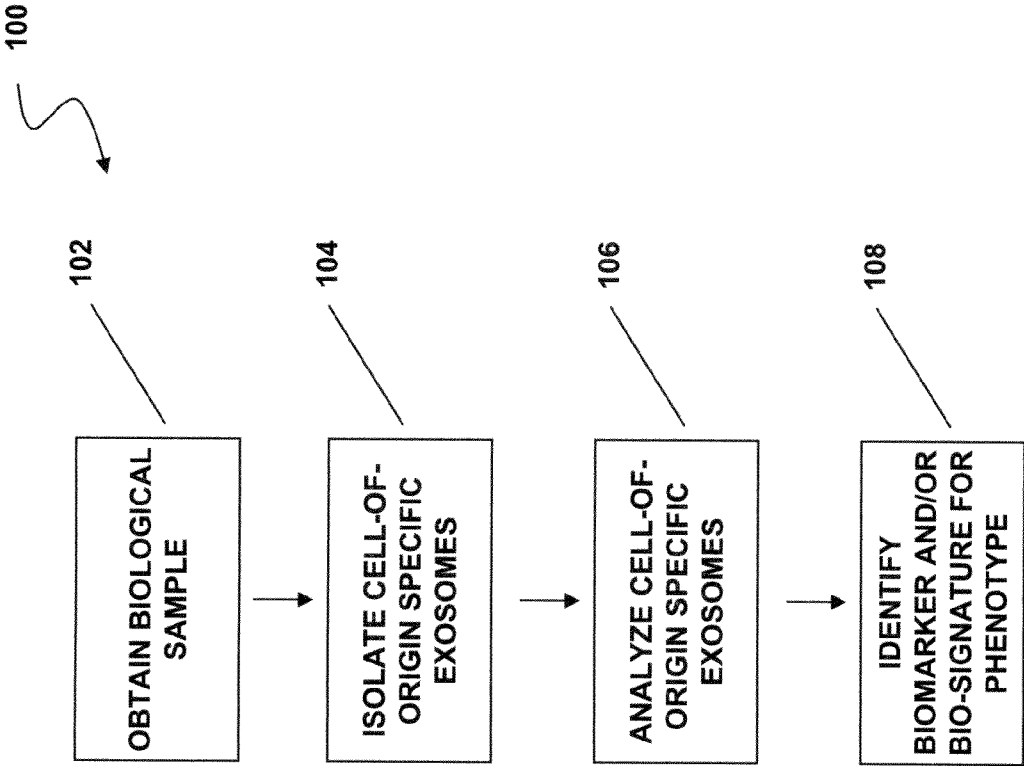 100
102
OBTAIN BIOLOGICAL
SAMPLE
104
ISOLATE CELL-OF-
ORIGIN SPECIFIC
EXOSOMES
106
ANALYZE CELL-OF-
ORIGIN SPECIFIC
EXOSOMES
108
IDENTIFY
BIOMARKER AND/OR
BIO-SIGNATURE FOR
PHENOTYPE